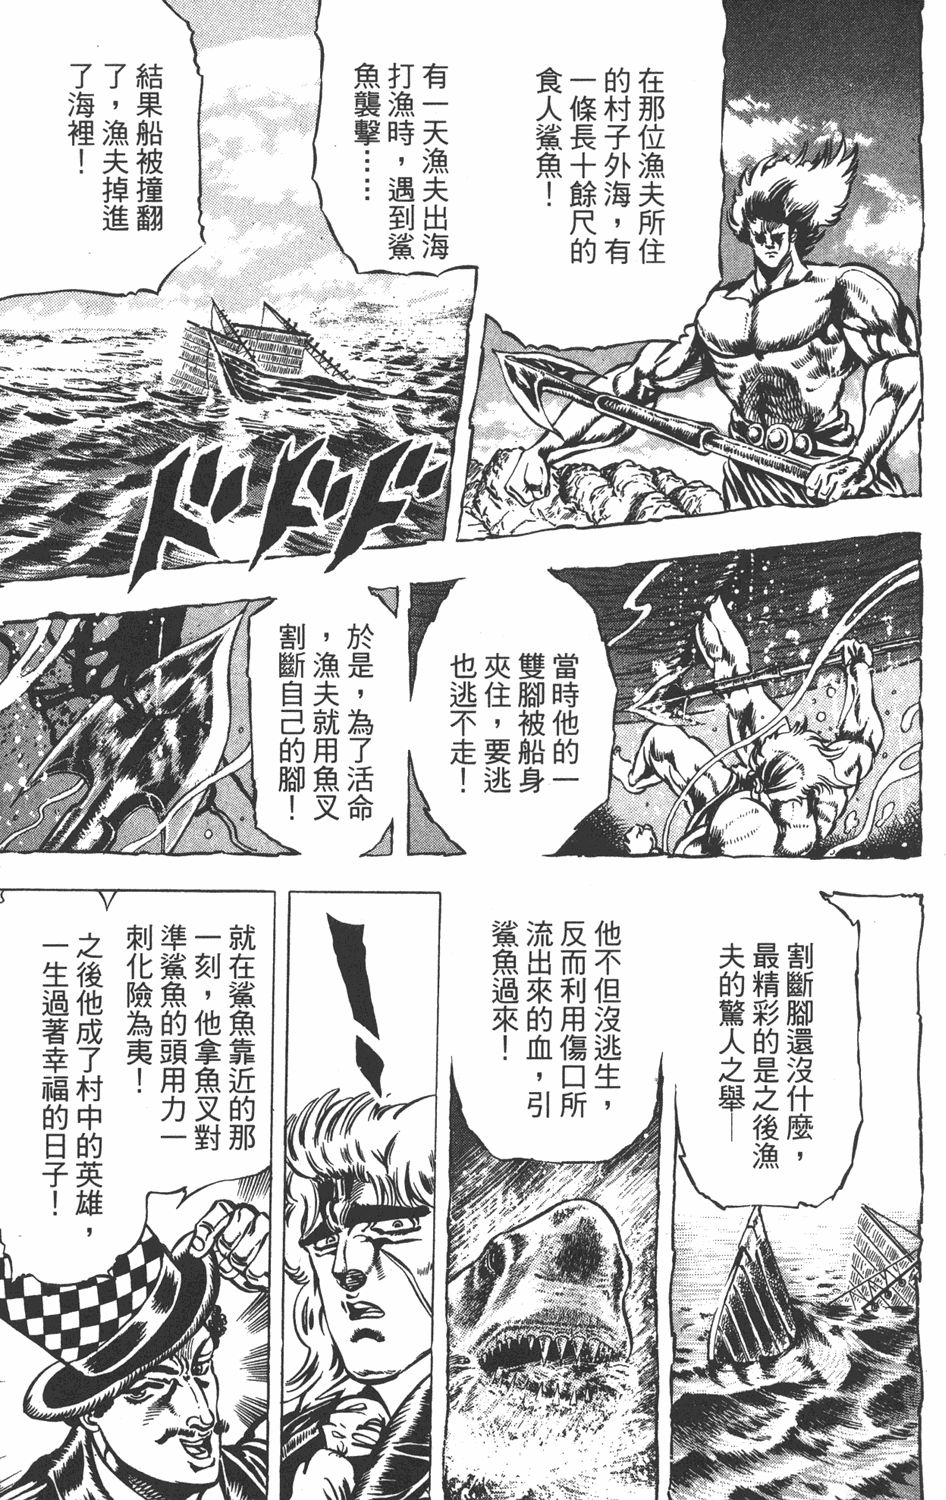 在那位漁夫所住
的村子外海，有
一條長十餘尺的
食人鯊魚！
有一天漁夫出海
打漁時，遇到鯊
魚襲擊……
結果船被撞翻
了，漁夫掉進
了海裡！
ドドド
當時他的一
雙腳被船身
夾住，要逃
也逃不走！
於是，為了活命
，漁夫就用魚叉
割斷自己的腳！
割斷腳還沒什麼，
最精彩的是之後漁
夫的驚人之舉—
他不但沒逃生，
反而利用傷口所
流出來的血，引
鯊魚過來！
！
就在鯊魚靠近的那
一刻，他拿魚叉對
準鯊魚的頭用力一
刺化險為夷！
之後他成了村中的英雄，
一生過著幸福的日子！